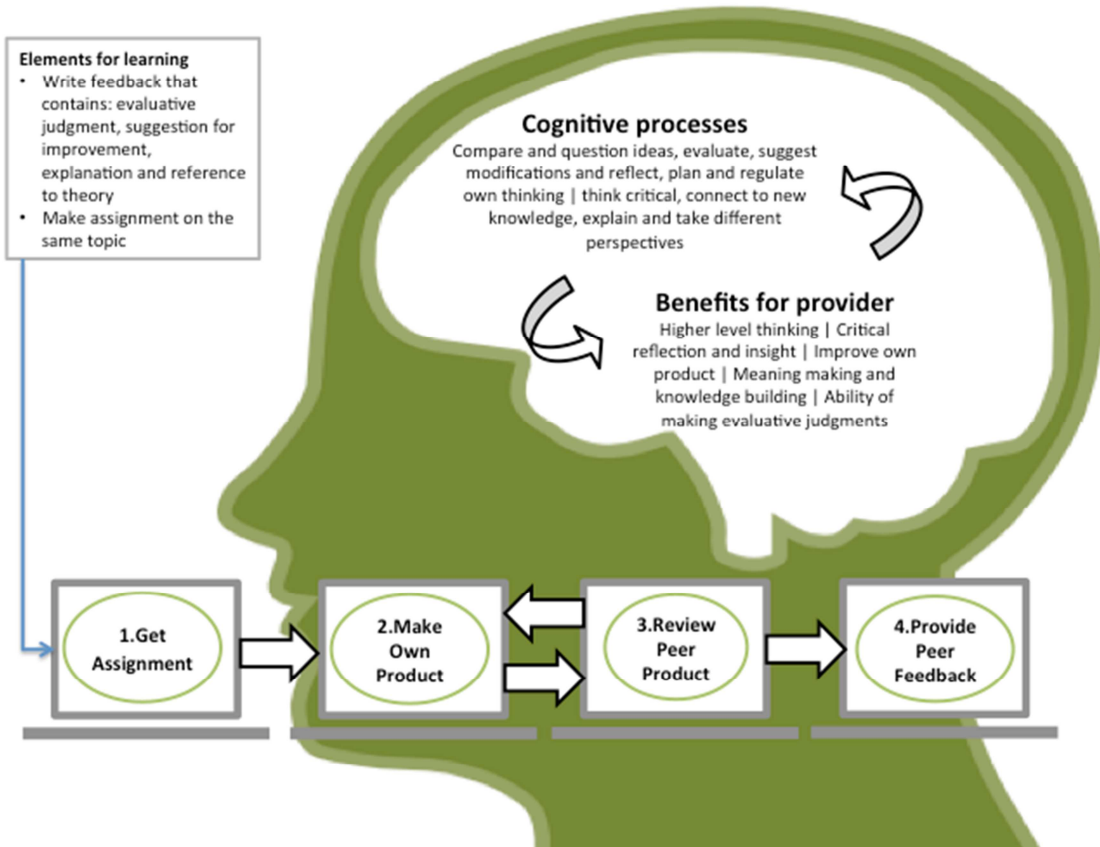 Elements for learning
• Write feedback that
contains: evaluative
judgment, suggestion for
improvement,
explanation and reference
to theory
• Make assignment on the
same topic
Cognitive processes
Compare and question ideas, evaluate, suggest
modifications and reflect, plan and regulate
own thinking | think critical, connect to new
knowledge, explain and take different
perspectives
Benefits for provider
Higher level thinking | Critical
reflection and insight | Improve own
product | Meaning making and
knowledge building | Ability of
making evaluative judgments
1.Get
Assignment
2.Make
Own
Product
3.Review
Peer
Product
4.Provide
Peer
Feedback